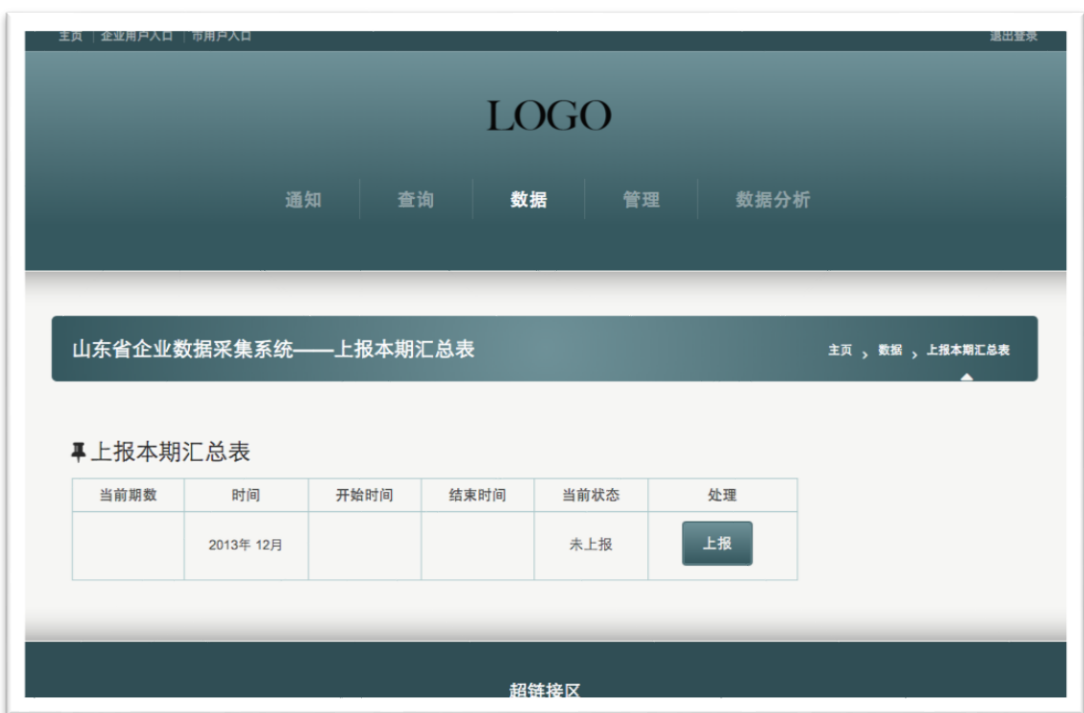 主页 企业用户入口 市用户入口 退出登录
LOGO
通知 查询 数据 管理 数据分析
山东省企业数据采集系统——上报本期汇总表 主页 , 数据 , 上报本期汇总表
上报本期汇总表
当前期数 时间 开始时间 结束时间 当前状态 处理
2013年 12月 未上报 上报
超链接区